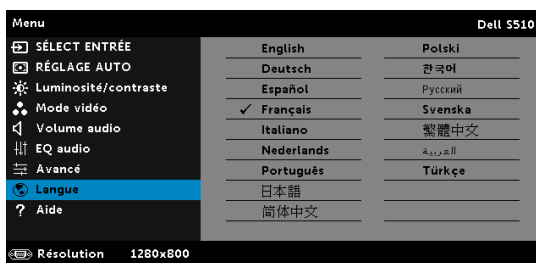 Menu
Dell S510
SÉLECT ENTRÉE
RÉGLAGE AUTO
Luminosité/contraste
Mode vidéo
Volume audio
EQ audio
Avancé
Langue
Aide
English
Deutsch
Español
Français
Italiano
Nederlands
Português
日本語
简体中文
Polski
한국어
Русский
Svenska
繁體中文
العربية
Türkçe
Résolution 1280x800